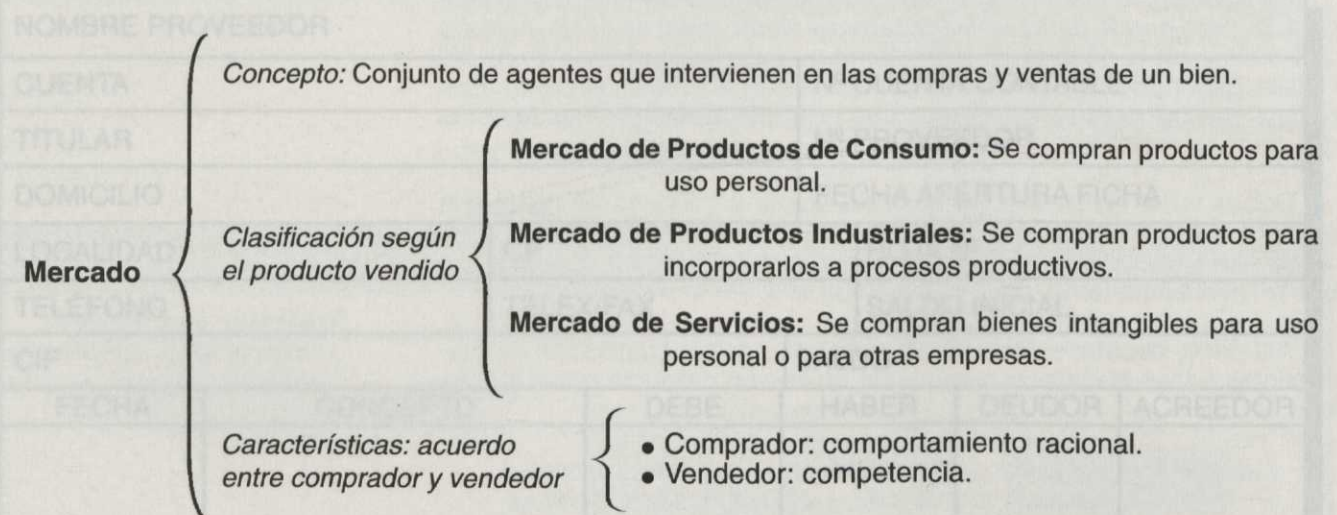 NOMBRE PROVEEDOR
Concepto: Conjunto de agentes que intervienen en las compras y ventas de un bien.
CUENTA
TITULAR
Mercado de Productos de Consumo: Se compran productos para
uso personal.
DOMICILIO
FECHA APERTURA FICHA
Clasificación según
el producto vendido
Mercado de Productos Industriales: Se compran productos para
incorporarlos a procesos productivos.
LOCALIDAD
Mercado
TELÉFONO
TELEX-FAX
SALDO INICIAL
Mercado de Servicios: Se compran bienes intangibles para uso
personal o para otras empresas.
CIF
FECHA CONCEPTO DEBE HABER DEUDOR ACREEDOR
Características: acuerdo
entre comprador y vendedor
• Comprador: comportamiento racional.
• Vendedor: competencia.